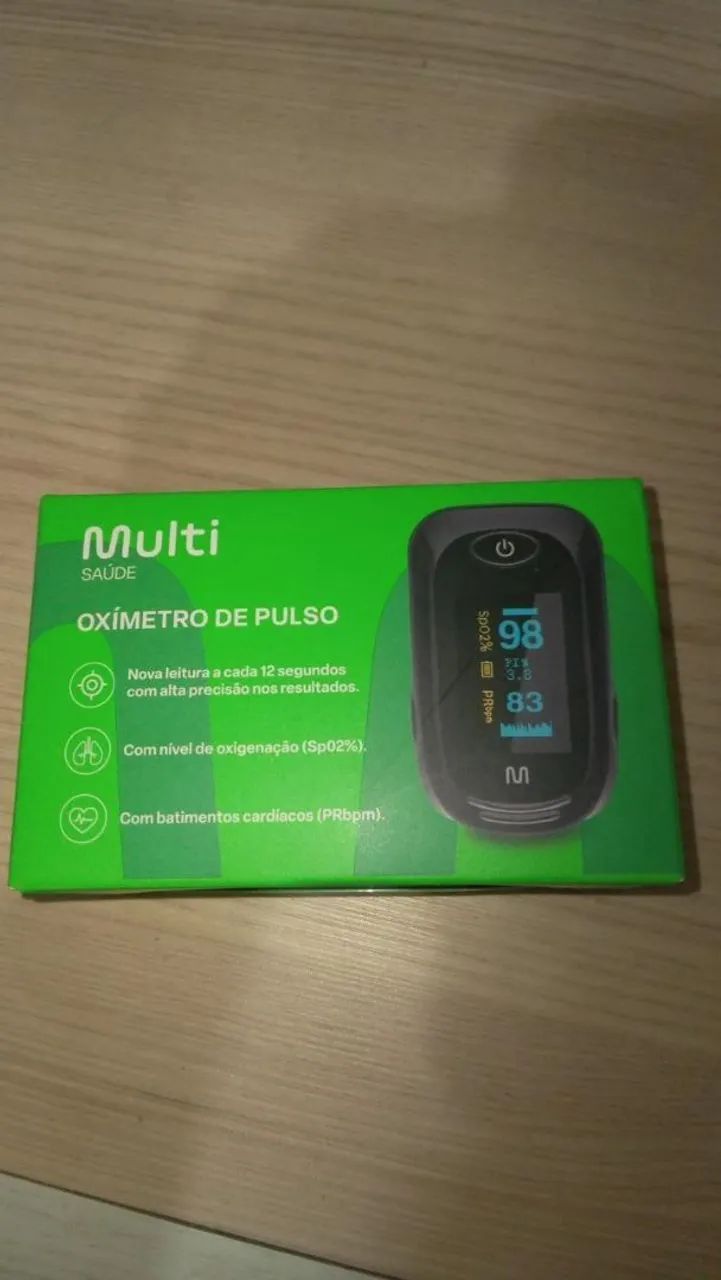 Multi
SAÚDE
OXÍMETRO DE PULSO
Nova leitura a cada 12 segundos
com alta precisão nos resultados.
Com nível de oxigenação (Sp02%).
Com batimentos cardíacos (PRbpm).
SpO2%
98
PI%
3.8
PRbpm
83
M